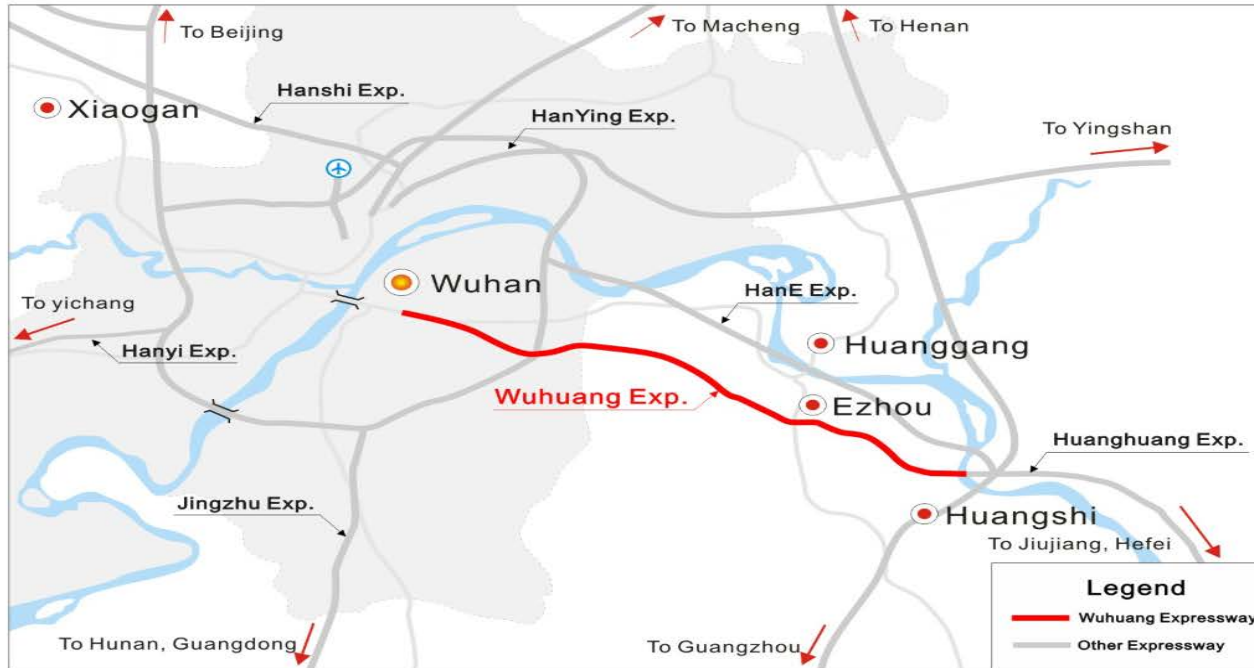 To Beijing
To Macheng
To Henan
Hanshi Exp.
Xiaogan
HanYing Exp.
To Yingshan
Wuhan
HanE Exp.
To yichang
Hanyi Exp.
Huanggang
Wuhuang Exp.
Ezhou
Huanghuang Exp.
Jingzhu Exp.
Huangshi
To Jiujiang, Hefei
To Hunan, Guangdong
To Guangzhou
Legend
Wuhuang Expressway
Other Expressway